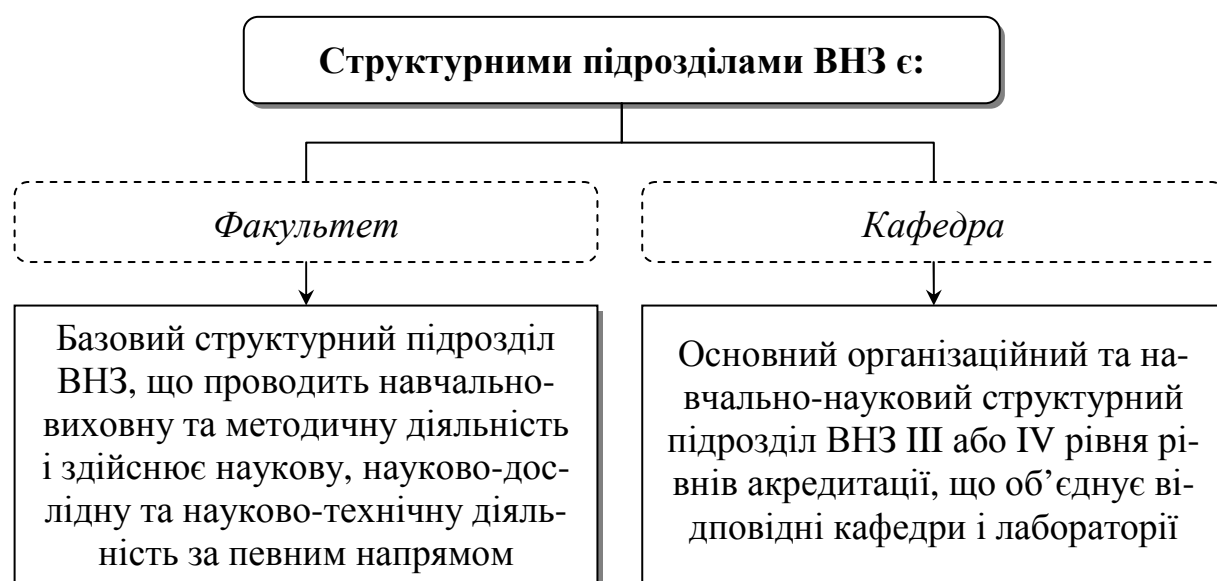 Структурними підрозділами ВНЗ є:
Факультет
Кафедра
Базовий структурний підрозділ
ВНЗ, що проводить навчально-
виховну та методичну діяльність
і здійснює наукову, науково-дос-
лідну та науково-технічну діяль-
ність за певним напрямом
Основний організаційний та на-
вчально-науковий структурний
підрозділ ВНЗ ІІІ або ІV рівня рі-
внів акредитації, що об’єднує ві-
дповідні кафедри і лабораторії